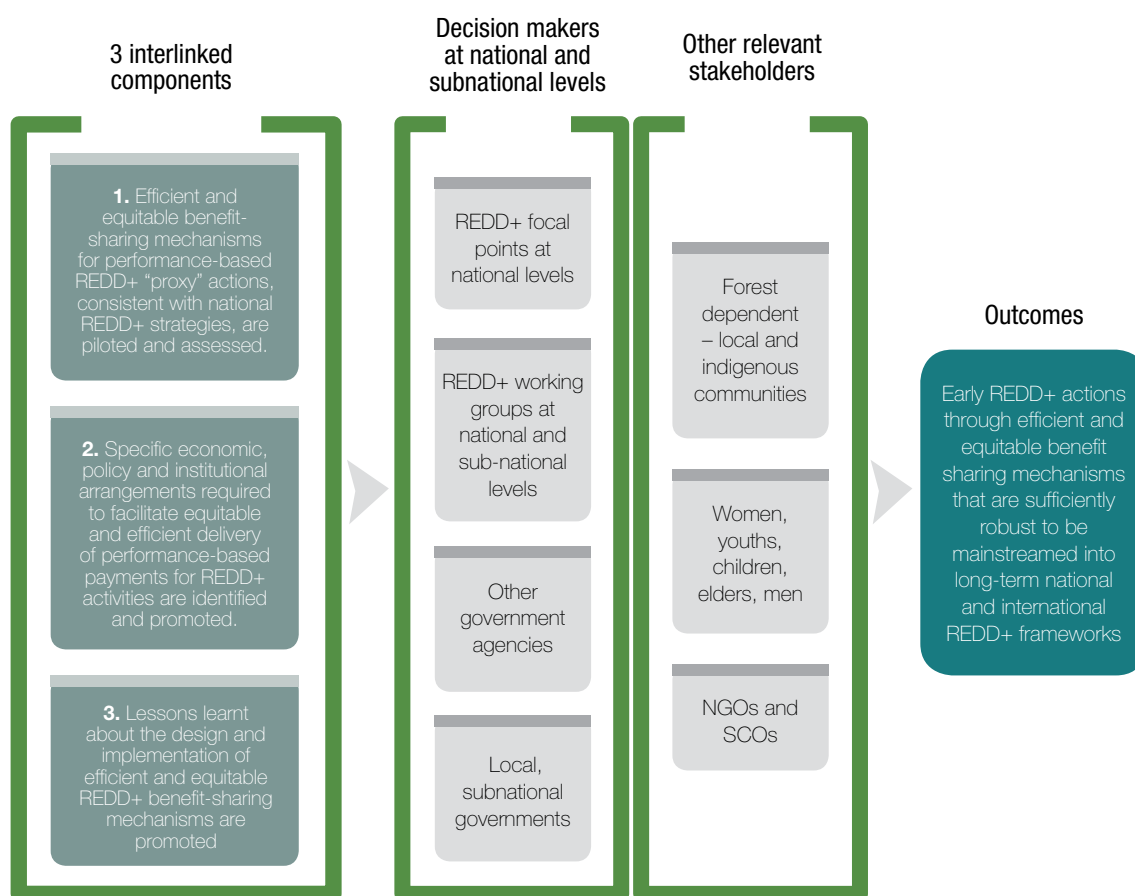 3 interlinked
components
1. Efficient and
equitable benefit-
sharing mechanisms
for performance-based
REDD+ “proxy” actions,
consistent with national
REDD+ strategies, are
piloted and assessed.
2. Specific economic,
policy and institutional
arrangements required
to facilitate equitable
and efficient delivery
of performance-based
payments for REDD+
activities are identified
and promoted.
3. Lessons learnt
about the design and
implementation of
efficient and equitable
REDD+ benefit-sharing
mechanisms are
promoted
Decision makers
at national and
subnational levels
REDD+ focal
points at
national levels
REDD+ working
groups at
national and
sub-national
levels
Other
government
agencies
Local,
subnational
governments
Other relevant
stakeholders
Forest
dependent
– local and
indigenous
communities
Women,
youths,
children,
elders, men
NGOs and
SCOs
Outcomes
Early REDD+ actions
through efficient and
equitable benefit
sharing mechanisms
that are sufficiently
robust to be
mainstreamed into
long-term national
and international
REDD+ frameworks